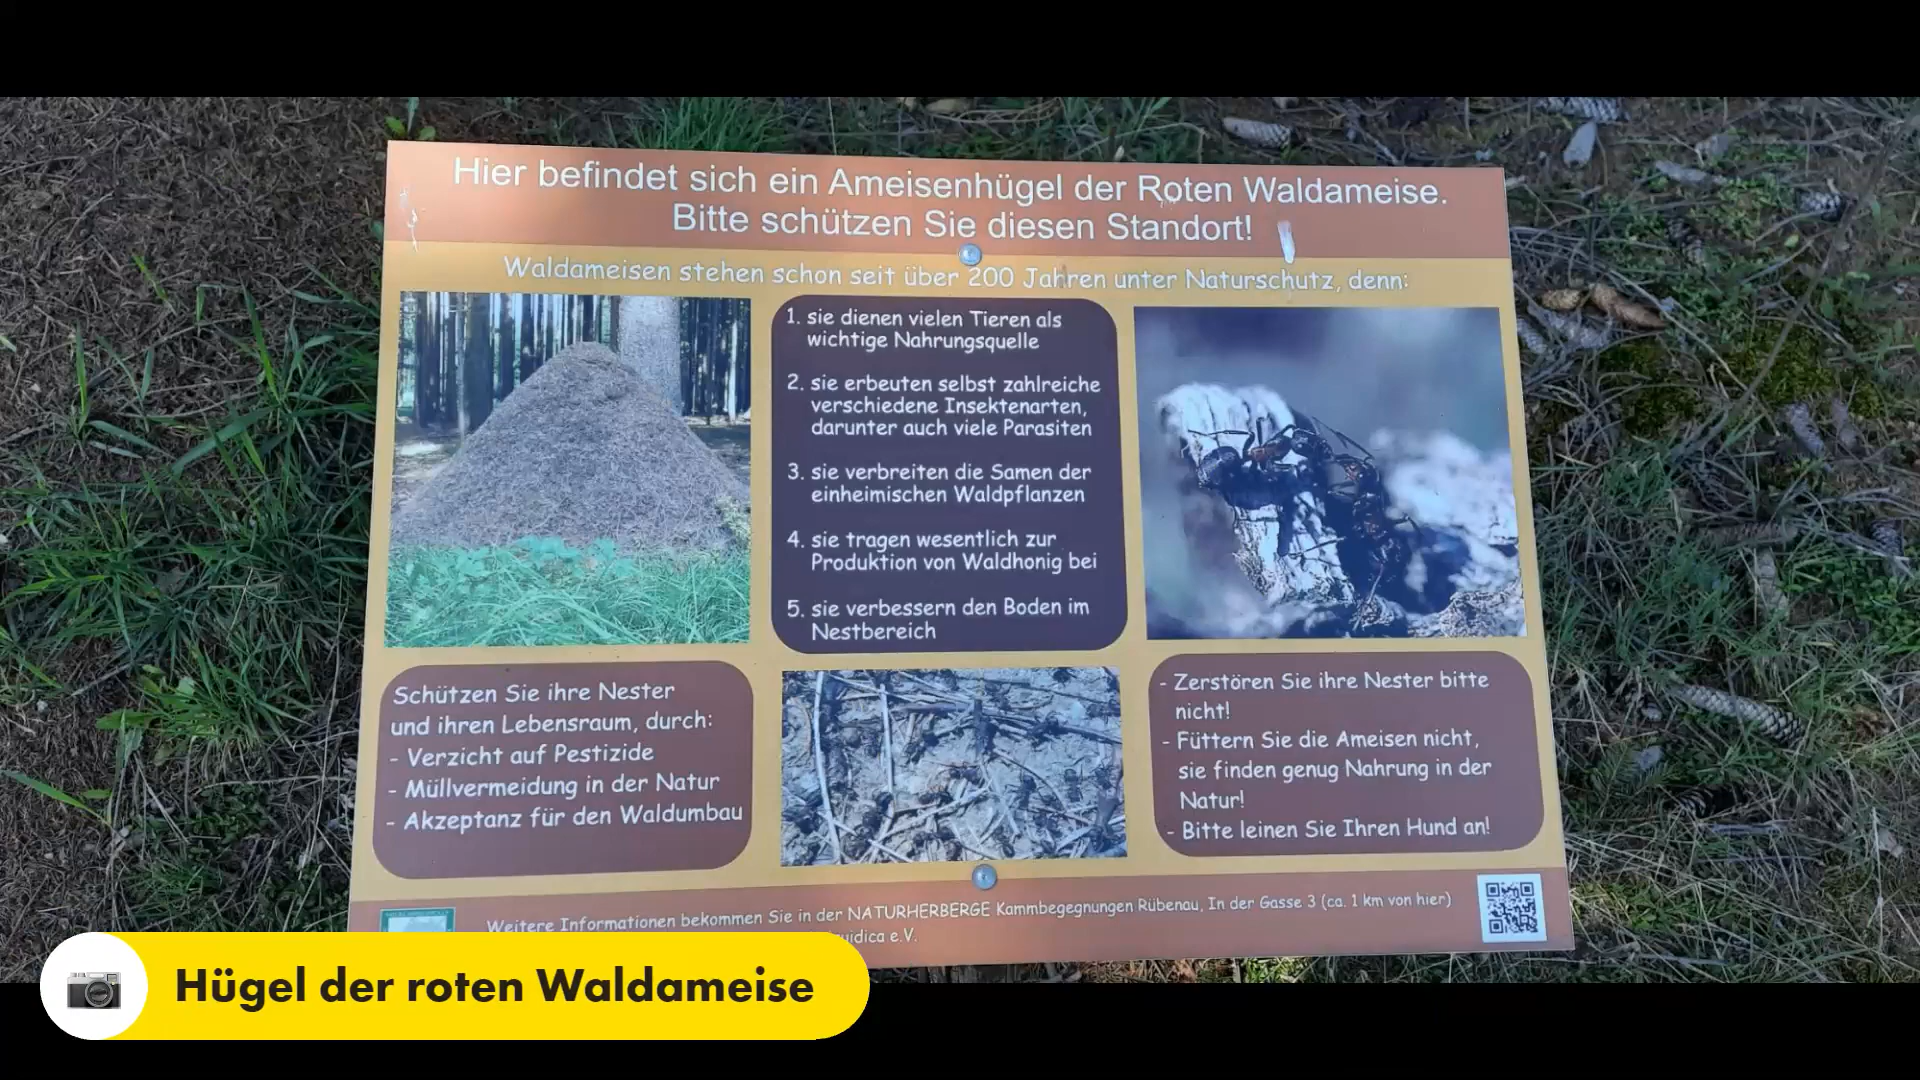 Hier befindet sich ein Ameisenhügel der Roten Waldameise.
Bitte schützen Sie diesen Standort!
Waldameisen stehen schon seit über 200 Jahren unter Naturschutz, denn:
1. sie dienen vielen Tieren als
wichtige Nahrungsquelle
2. sie erbeuten selbst zahlreiche
verschiedene Insektenarten,
darunter auch viele Parasiten
3. sie verbreiten die Samen der
einheimischen Waldpflanzen
4. sie tragen wesentlich zur
Produktion von Waldhonig bei
5. sie verbessern den Boden im
Nestbereich
Schützen Sie ihre Nester
und ihren Lebensraum, durch:
- Verzicht auf Pestizide
- Müllvermeidung in der Natur
- Akzeptanz für den Waldumbau
- Zerstören Sie ihre Nester bitte
nicht!
- Füttern Sie die Ameisen nicht,
sie finden genug Nahrung in der
Natur!
- Bitte leinen Sie Ihren Hund an!
Weitere Informationen bekommen Sie in der NATURHERBERGE Kammbegegnungen Rübenau, In der Gasse 3 (ca. 1 km von hier)
e.V.
Hügel der roten Waldameise